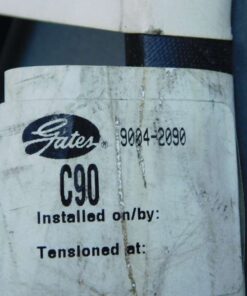 Gates® 9004-2090
C90
Installed on/by:
Tensioned at: